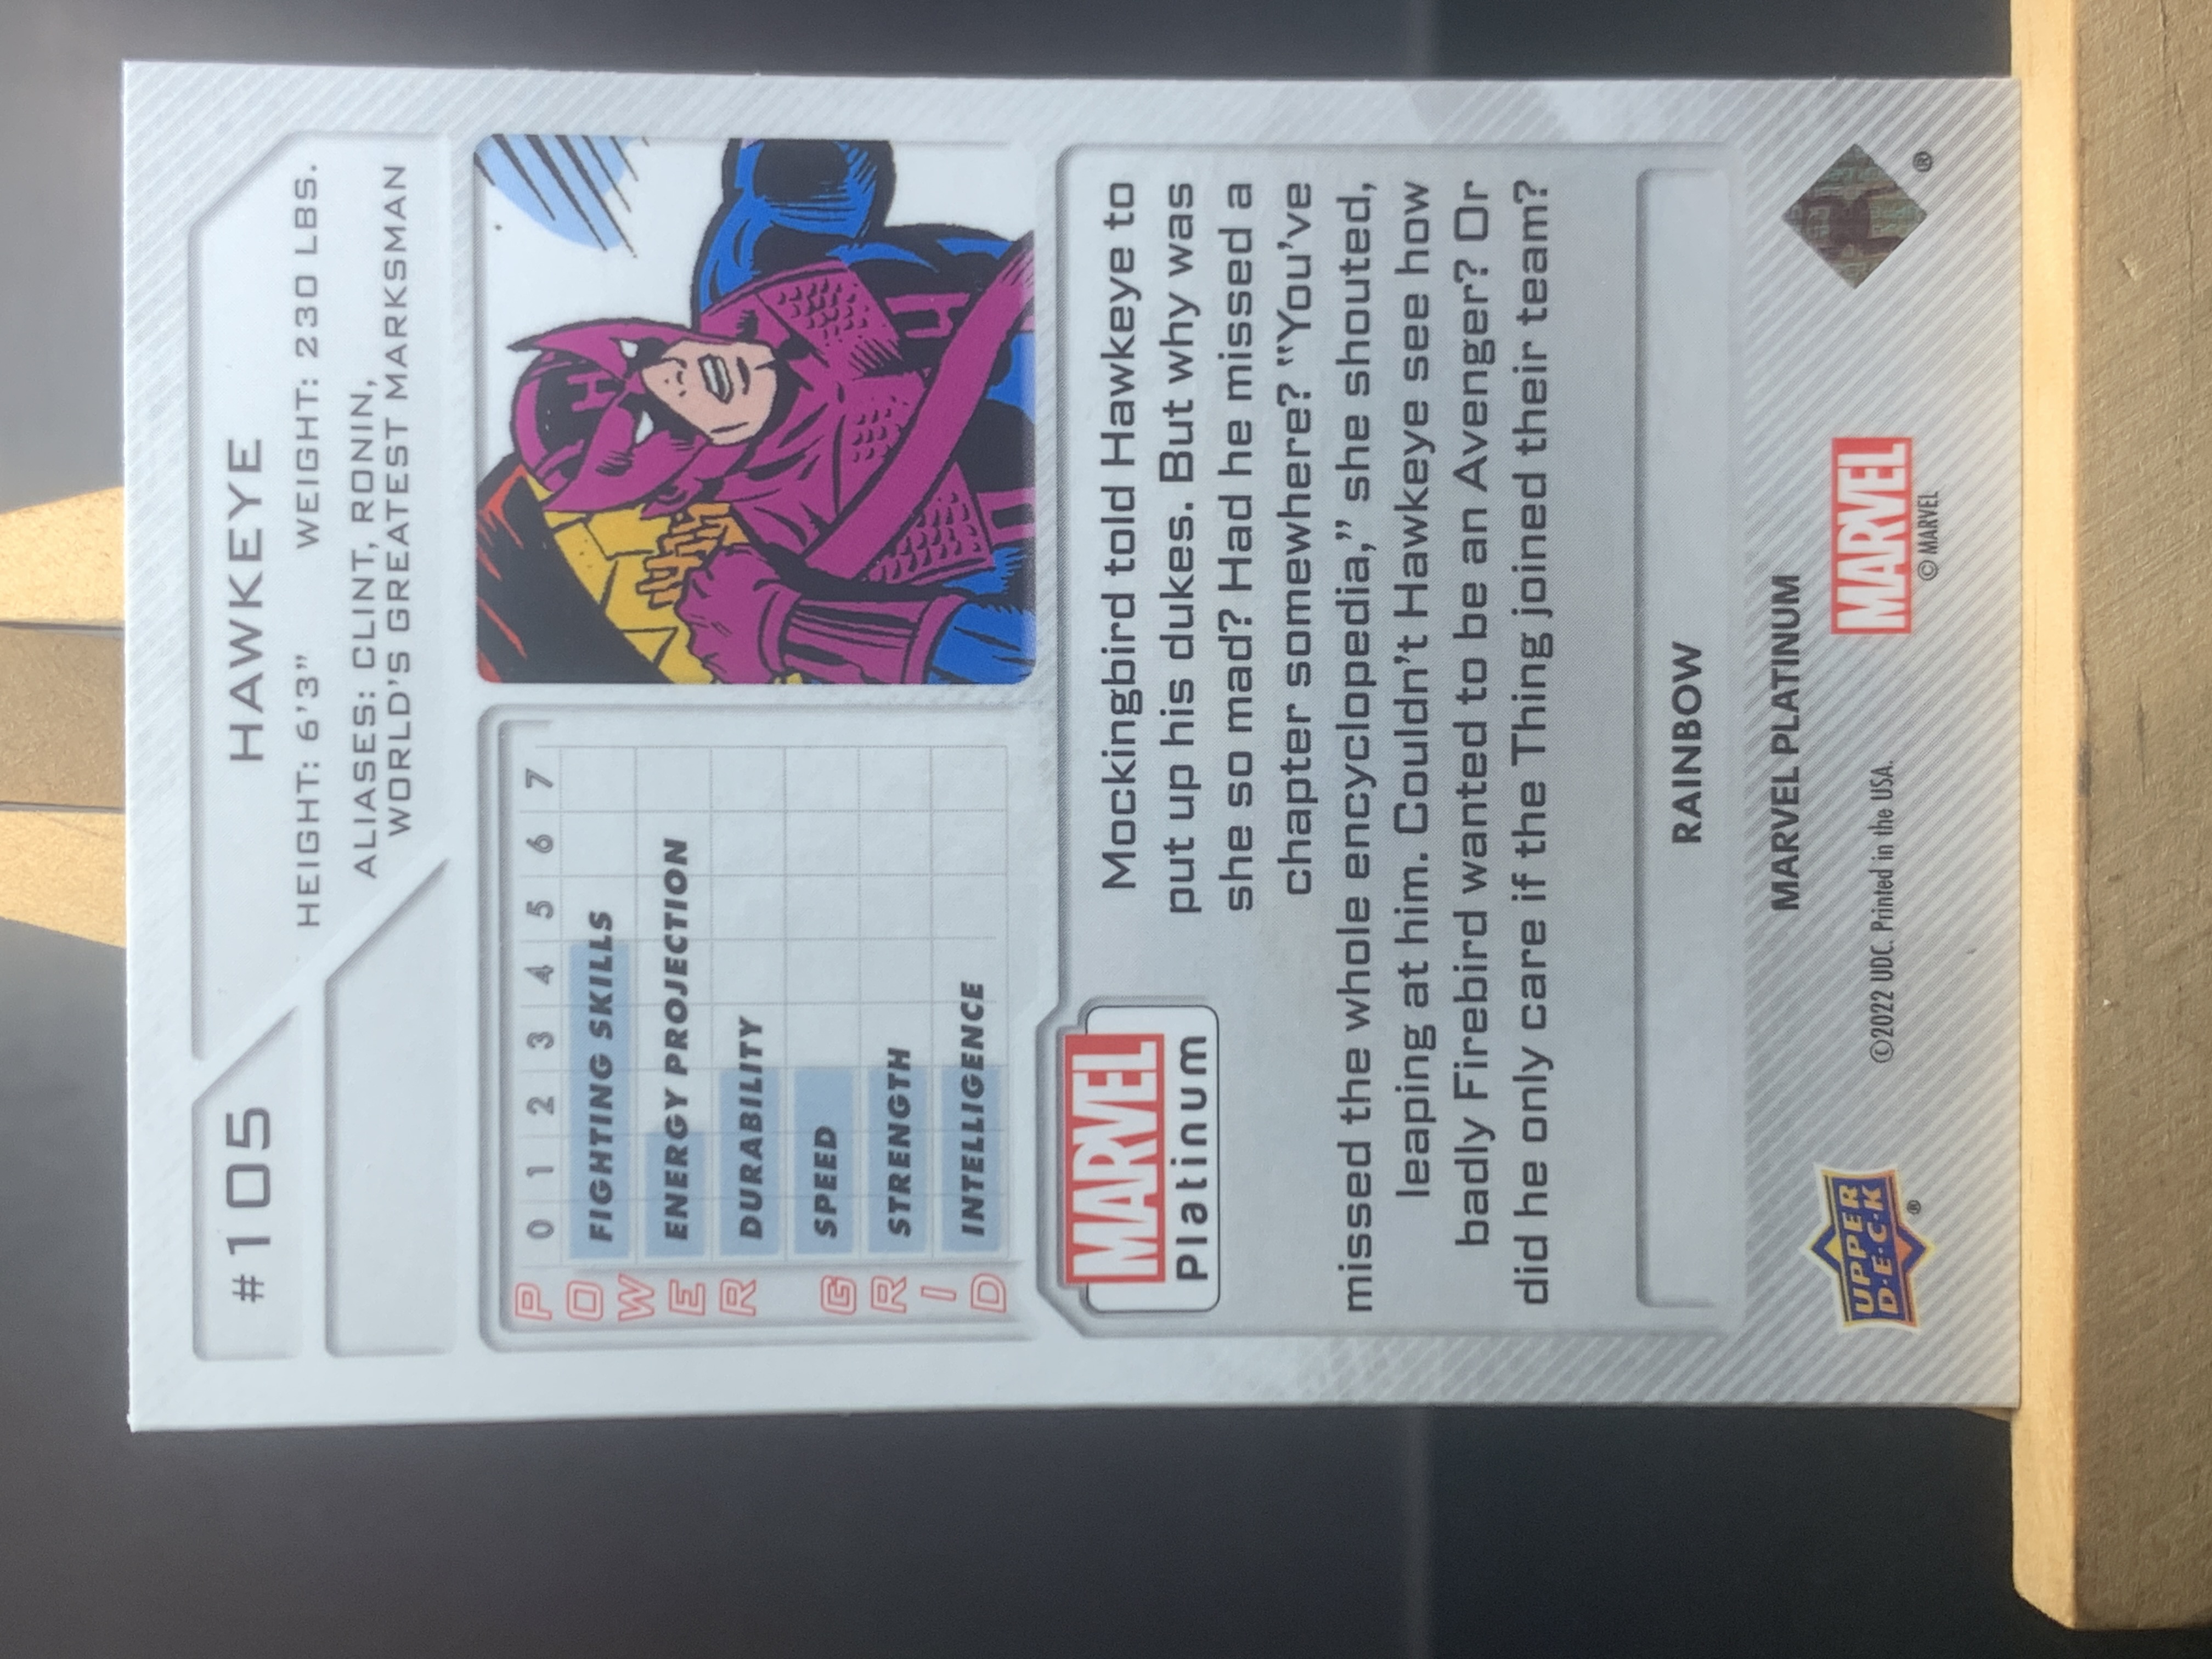 #105
HAWKEYE
HEIGHT: 6'3" WEIGHT: 230 LBS.
ALIASES: CLINT, RONIN,
WORLD'S GREATEST MARKSMAN
POWER GRID
0 1 2 3 4 5 6 7
FIGHTING SKILLS
ENERGY PROJECTION
DURABILITY
SPEED
STRENGTH
INTELLIGENCE
H
MARVEL
Platinum
Mockingbird told Hawkeye to
put up his dukes. But why was
she so mad? Had he missed a
chapter somewhere? "You've
missed the whole encyclopedia," she shouted,
leaping at him. Couldn't Hawkeye see how
badly Firebird wanted to be an Avenger? Or
did he only care if the Thing joined their team?
RAINBOW
MARVEL PLATINUM
UPPER
D·E·C·K
®
©2022 UDC. Printed in the USA.
MARVEL
© MARVEL
®